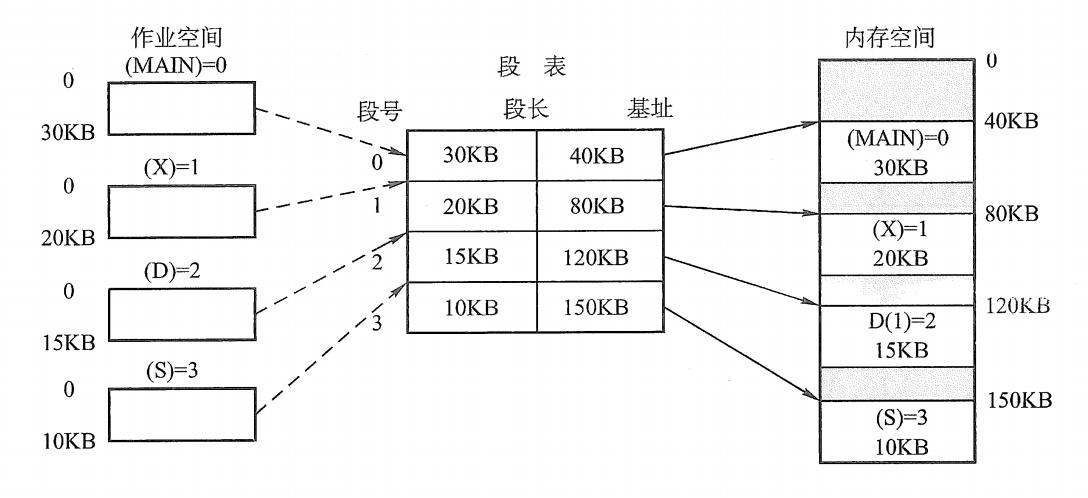 作业空间
(MAIN)=0
0
30KB
(X)=1
0
20KB
(D)=2
0
15KB
(S)=3
0
10KB
段 表
段号 段长 基址
0 30KB 40KB
1 20KB 80KB
2 15KB 120KB
3 10KB 150KB
内存空间
0
40KB
(MAIN)=0
30KB
80KB
(X)=1
20KB
120KB
D(1)=2
15KB
150KB
(S)=3
10KB